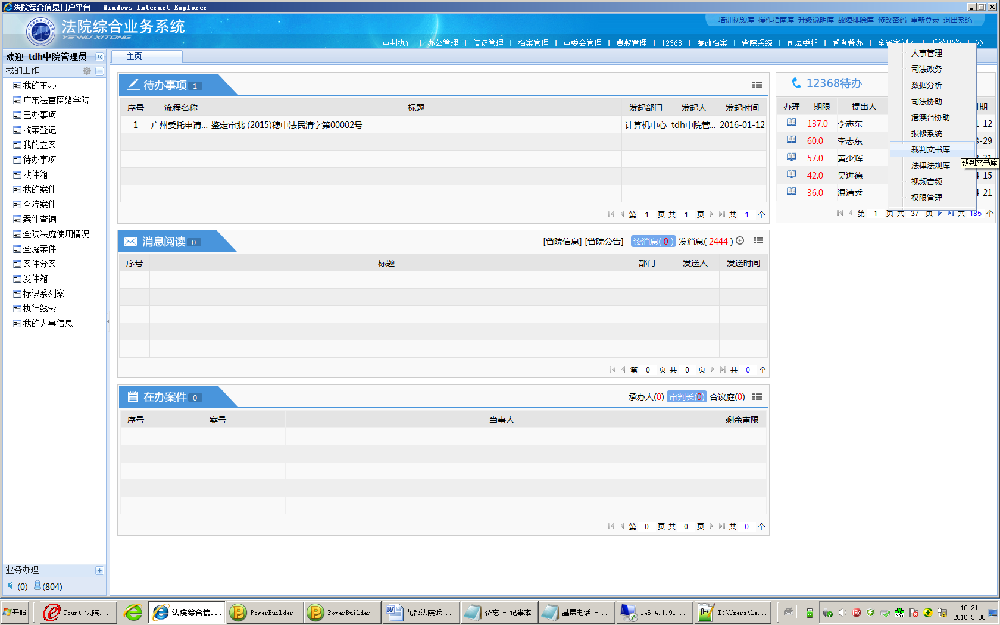 法院综合信息门户平台 - Windows Internet Explorer
法院综合业务系统
YEWU XITONG
培训视频库 操作指南库 升级说明库 故障排除库 修改密码 重新登录 退出系统
审判执行 | 办公管理 | 信访管理 | 档案管理 | 审委会管理 | 费款管理 | 12368 | 廉政档案 | 省院系统 | 司法委托 | 督查督办 | 全省案例库 | 诉讼服务 | >>
欢迎 tdh中院管理员
主页
我的工作
我的主办
广东法官网络学院
已办事项
收案登记
我的立案
待办事项
收件箱
我的案件
全院案件
案件查询
全院法庭使用情况
全庭案件
案件分案
发件箱
标识系列案
执行线索
我的人事信息
业务办理
(0) (804)
待办事项 1
序号 流程名称 标题 发起部门 发起人 发起时间
1 广州委托申请... 鉴定审批 (2015)穗中法民清字第00002号 计算机中心 tdh中院管... 2016-01-12
第 1 页 共 1 页 共 1 个
消息阅读 0
[省院信息] [省院公告] 读消息( 0 ) 发消息( 2444 )
序号 标题 部门 发送人 发送时间
第 0 页 共 0 页 共 0 个
在办案件 0
承办人(0) 审判长(0) 合议庭(0)
序号 案号 当事人 剩余审限
第 0 页 共 0 页 共 0 个
12368待办
办理 期限 提出人 期
137.0 李志东 1-12
60.0 李志东 3-29
57.0 黄少辉
42.0 吴进德 4-15
36.0 温清秀 4-21
第 1 页 共 37 页 共 185 个
人事管理
司法政务
数据分析
司法协助
港澳台协助
报修系统
裁判文书库
法律法规库
视频音频
权限管理
裁判文书库
开始
Court 法院...
法院综合信...
PowerBuilder
PowerBuilder
花都法院诉...
备忘 - 记事本
基层电话 - ...
146.4.1.91 ...
D:\Users\le...
10:21
2016-5-30